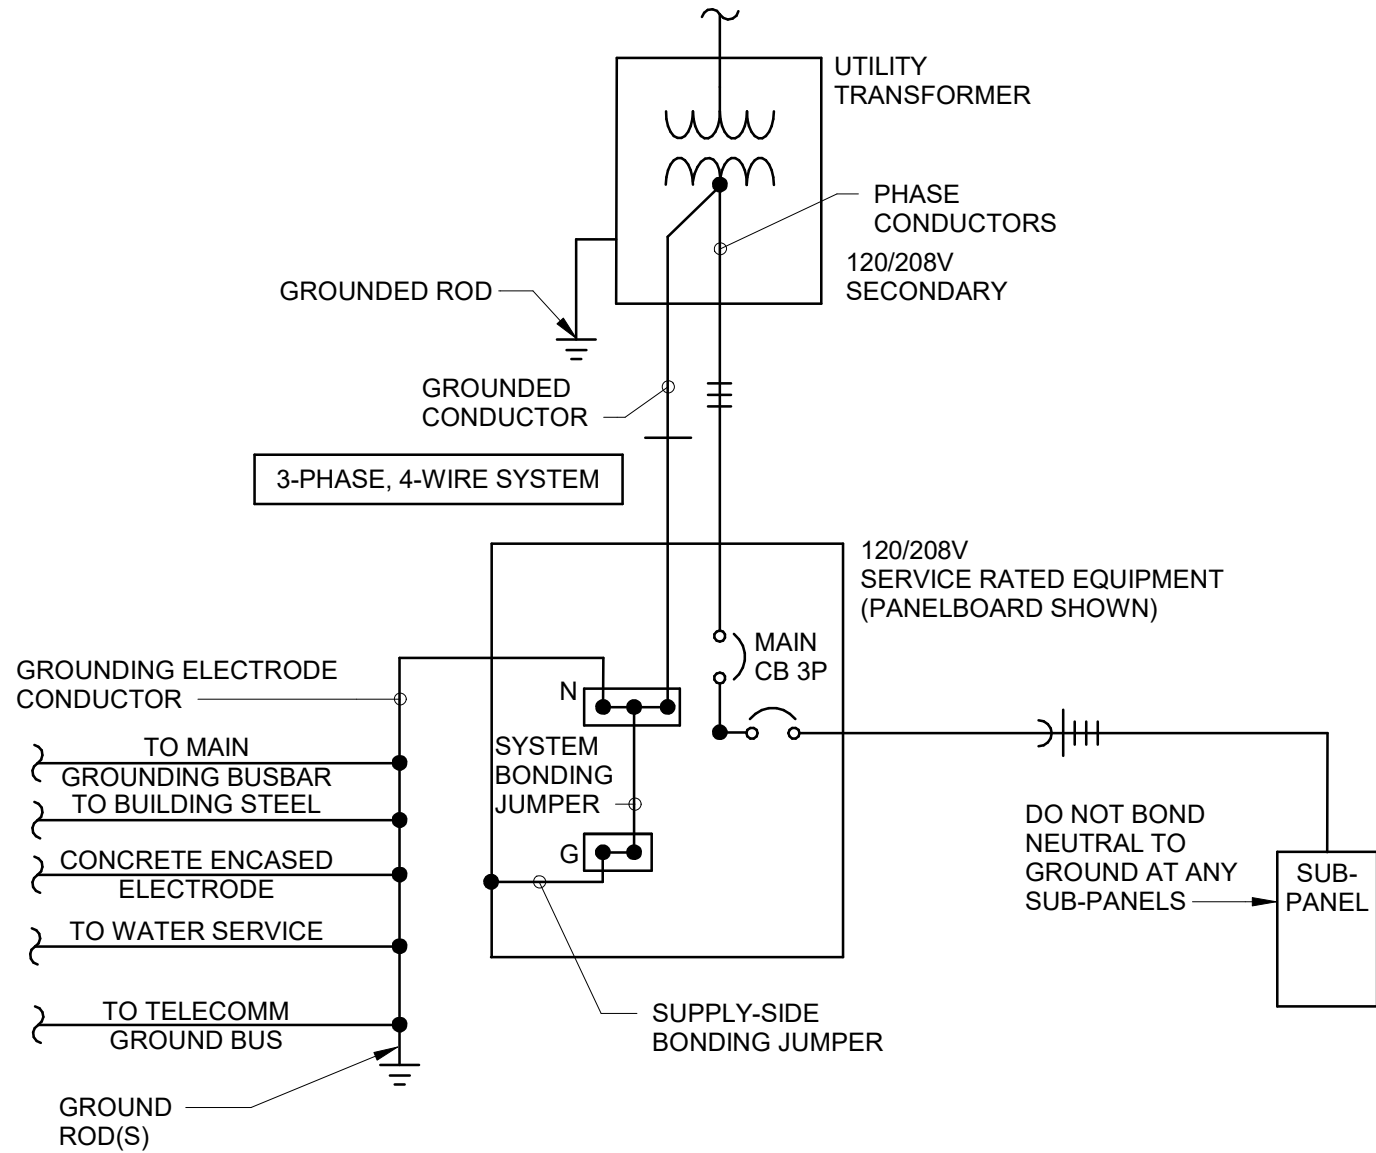 UTILITY
TRANSFORMER
PHASE
CONDUCTORS
120/208V
SECONDARY
GROUNDED ROD
GROUNDED
CONDUCTOR
3-PHASE, 4-WIRE SYSTEM
120/208V
SERVICE RATED EQUIPMENT
(PANELBOARD SHOWN)
MAIN
CB 3P
GROUNDING ELECTRODE
CONDUCTOR
N
TO MAIN
GROUNDING BUSBAR
TO BUILDING STEEL
CONCRETE ENCASED
ELECTRODE
TO WATER SERVICE
TO TELECOMM
GROUND BUS
SYSTEM
BONDING
JUMPER
G
DO NOT BOND
NEUTRAL TO
GROUND AT ANY
SUB-PANELS
SUB-
PANEL
SUPPLY-SIDE
BONDING JUMPER
GROUND
ROD(S)